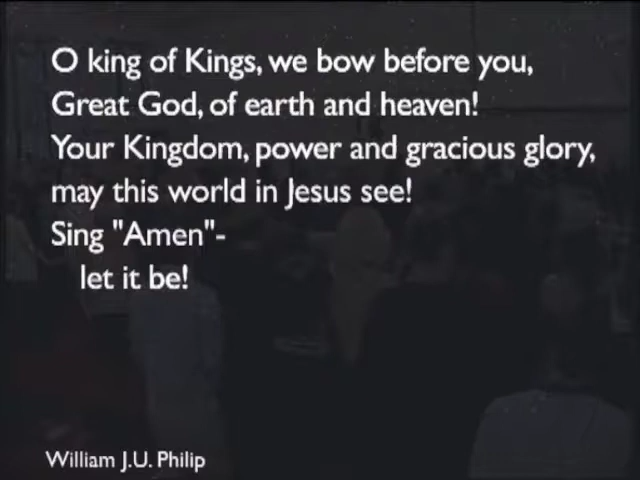 O king of Kings, we bow before you,
Great God, of earth and heaven!
Your Kingdom, power and gracious glory,
may this world in Jesus see!
Sing "Amen"-
let it be!
William J.U. Philip